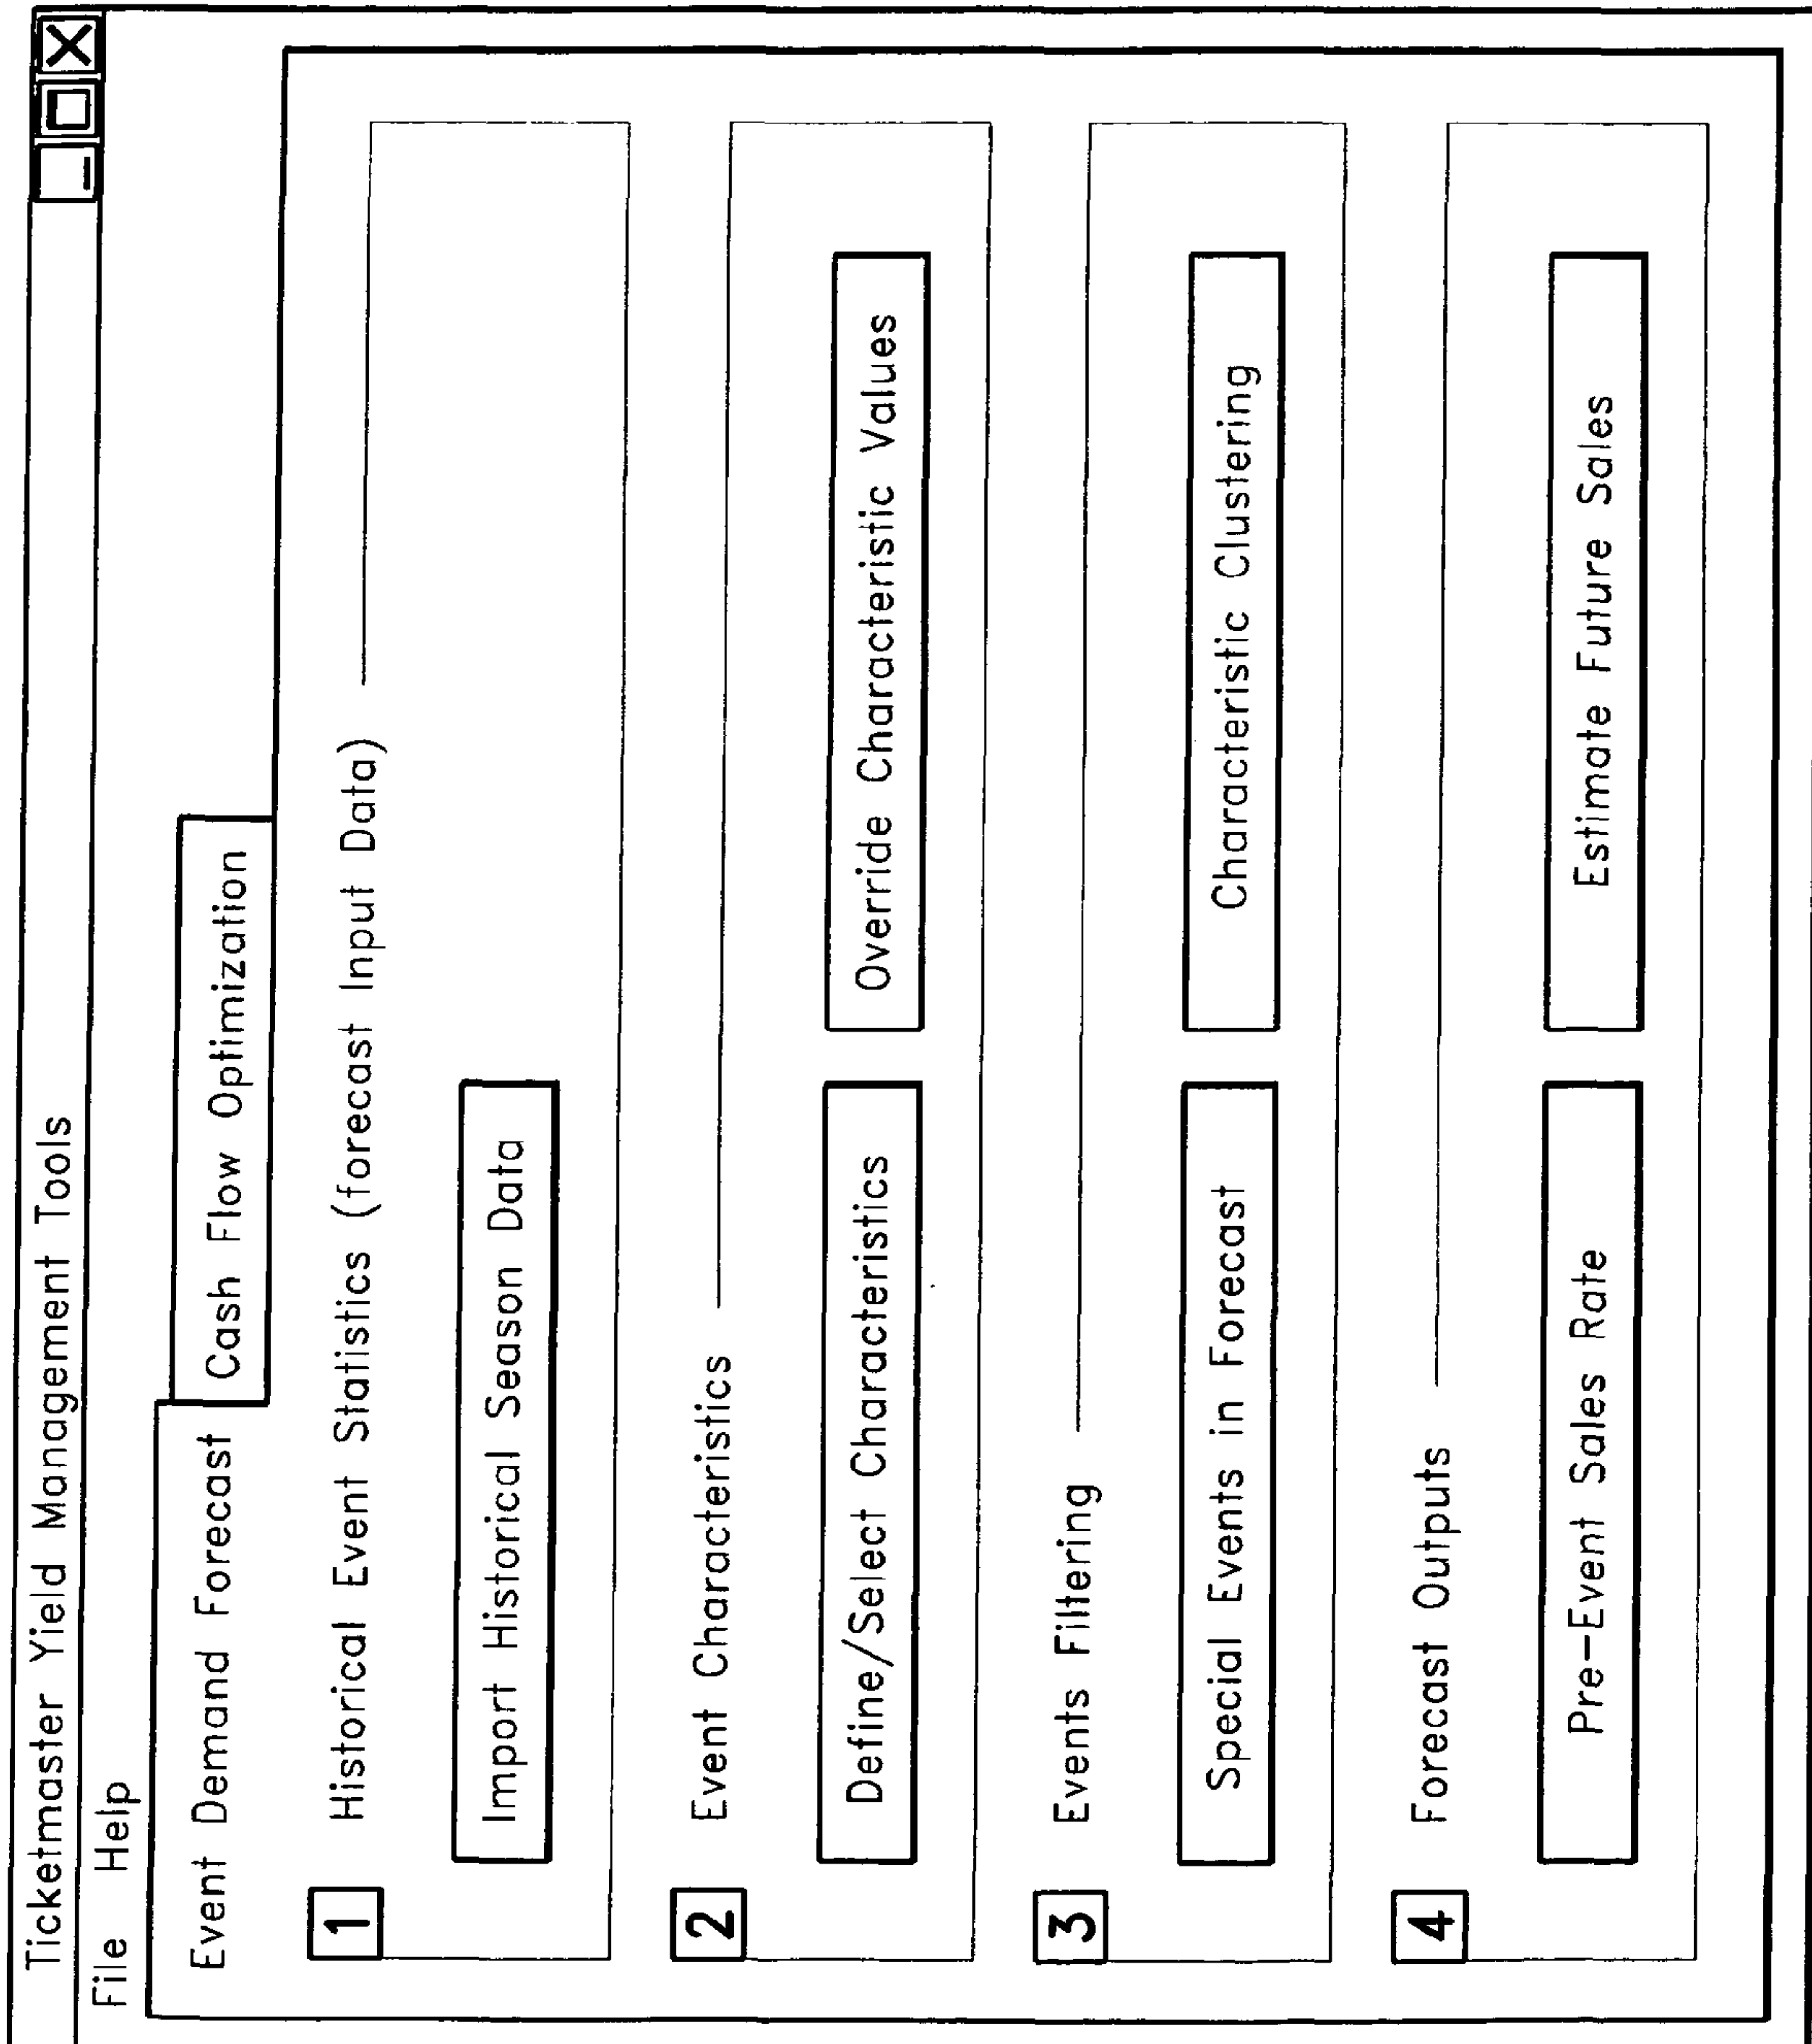 Ticketmaster Yield Management Tools
File Help
Event Demand Forecast Cash Flow Optimization
1 Historical Event Statistics (forecast Input Data)
Import Historical Season Data
2 Event Characteristics
Define/Select Characteristics Override Characteristic Values
3 Events Filtering
Special Events in Forecast Characteristic Clustering
4 Forecast Outputs
Pre-Event Sales Rate Estimate Future Sales